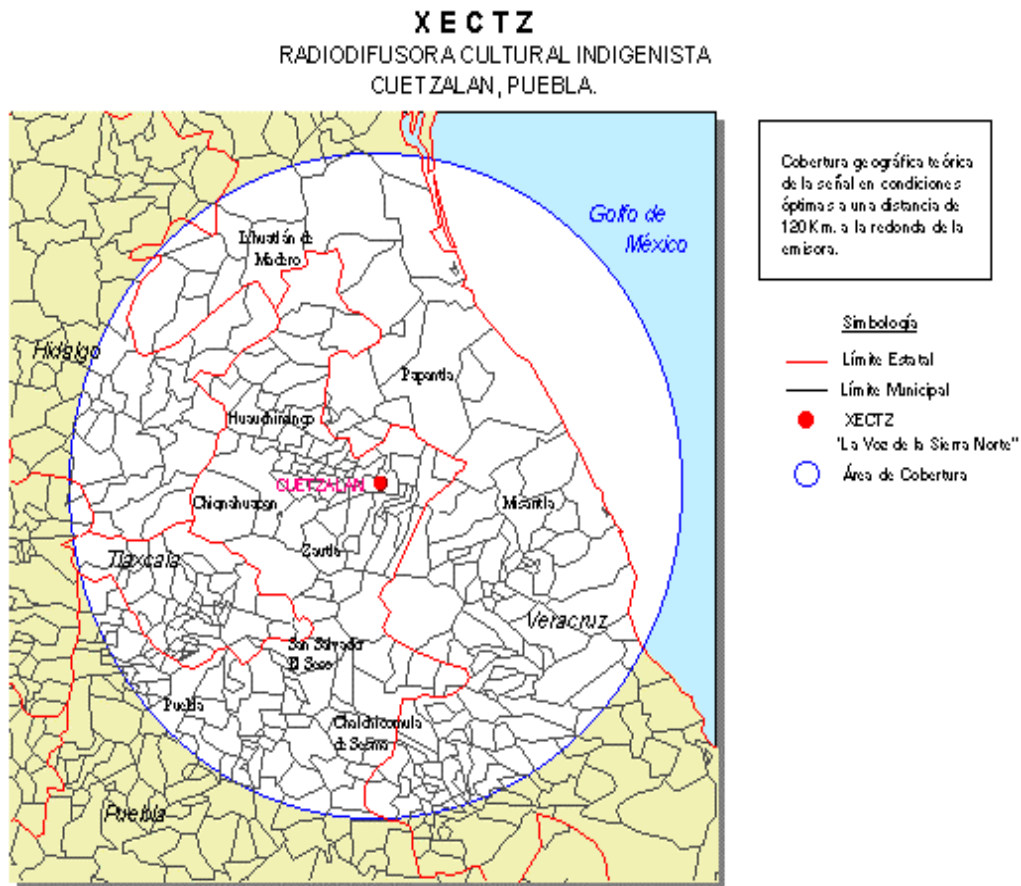 XECTZ
RADIODIFUSORA CULTURAL INDIGENISTA
CUETZALAN, PUEBLA.
Cobertura geográfica teórica
de la señal en condiciones
óptimas a una distancia de
120 Km. a la redonda de la
emisora.
Golfo de
México
Simbología
Límite Estatal
Límite Municipal
XECTZ
"La Voz de la Sierra Norte"
Área de Cobertura
de
Madero
Hidalgo
Papantla
Huauchinango
CUETZALAN
Chignahuapan
Misantla
Zautla
Tlaxcala
Veracruz
San Salvador
El Seco
Puebla
Chalchicomula
de Sesma
Puebla